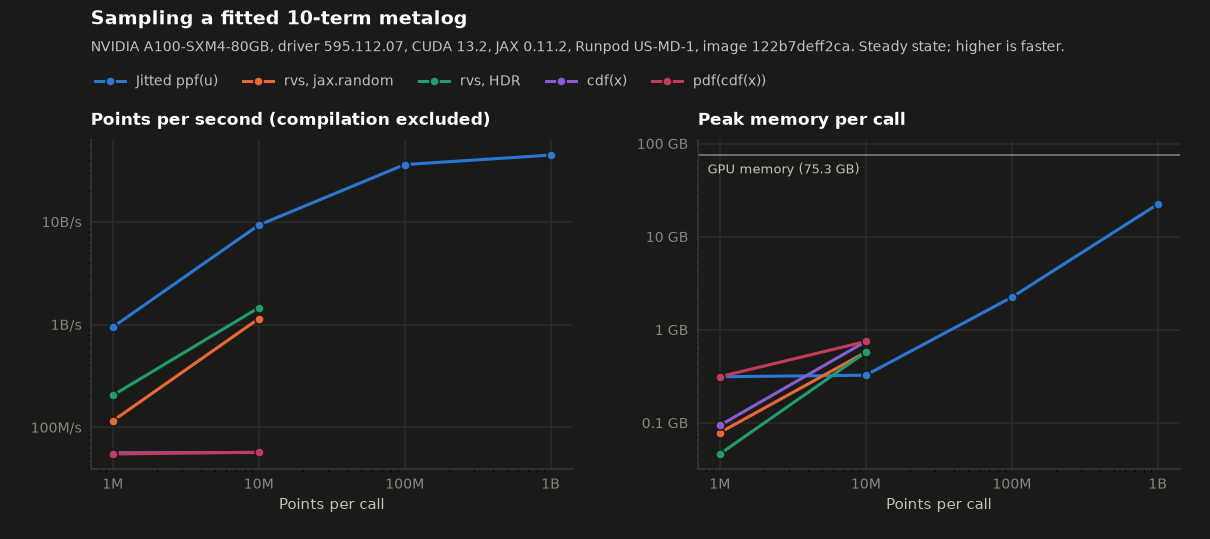 Sampling a fitted 10-term metalog
NVIDIA A100-SXM4-80GB, driver 595.112.07, CUDA 13.2, JAX 0.11.2, Runpod US-MD-1, image 122b7deff2ca. Steady state; higher is faster.
Jitted ppf(u) rvs, jax.random rvs, HDR cdf(x) pdf(cdf(x))
Points per second (compilation excluded)
10B/s
1B/s
100M/s
1M 10M 100M 1B
Points per call
Peak memory per call
100 GB
GPU memory (75.3 GB)
10 GB
1 GB
0.1 GB
1M 10M 100M 1B
Points per call